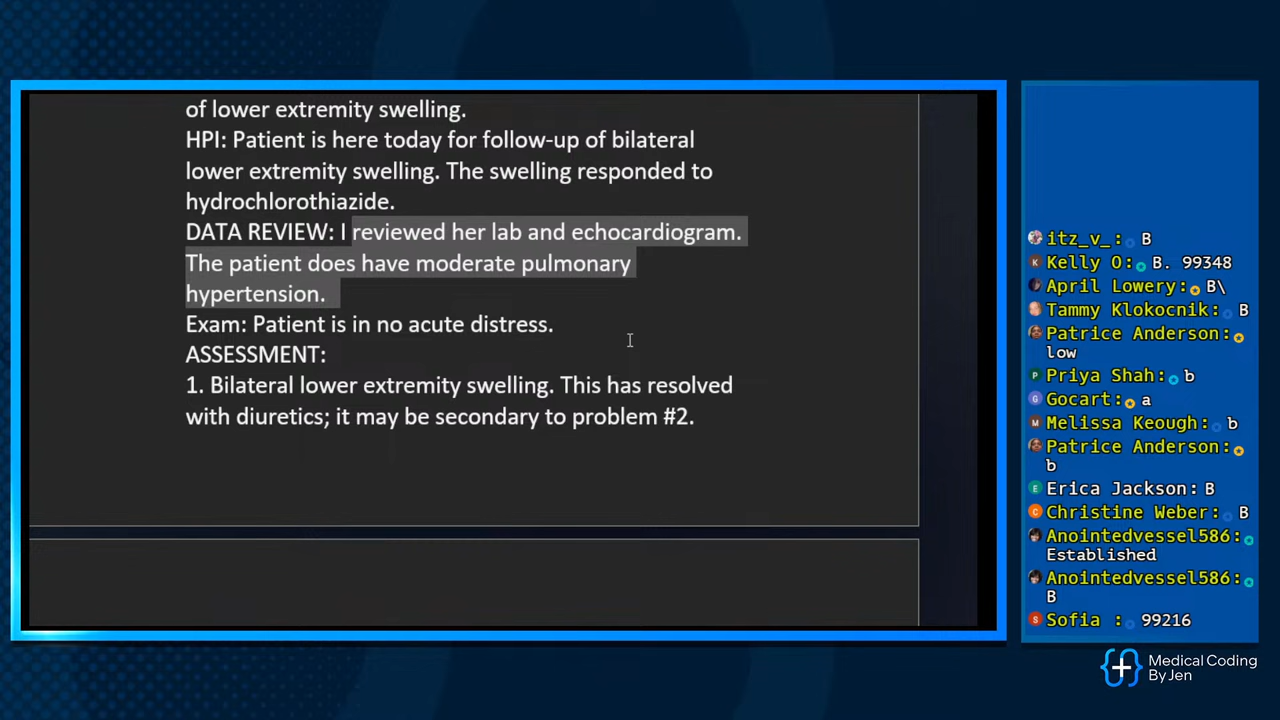 of lower extremity swelling.
HPI: Patient is here today for follow-up of bilateral
lower extremity swelling. The swelling responded to
hydrochlorothiazide.
DATA REVIEW: I reviewed her lab and echocardiogram.
The patient does have moderate pulmonary
hypertension.
Exam: Patient is in no acute distress.
ASSESSMENT:
1. Bilateral lower extremity swelling. This has resolved
with diuretics; it may be secondary to problem #2.
itz_v_: B
K Kelly O: B. 99348
April Lowery: B\
Tammy Klokocnik: B
Patrice Anderson:
low
P Priya Shah: b
G Gocart: a
Melissa Keough: b
Patrice Anderson:
b
E Erica Jackson: B
C Christine Weber: B
Anointedvessel586:
Established
Anointedvessel586:
B
S Sofia : 99216
Medical Coding
By Jen